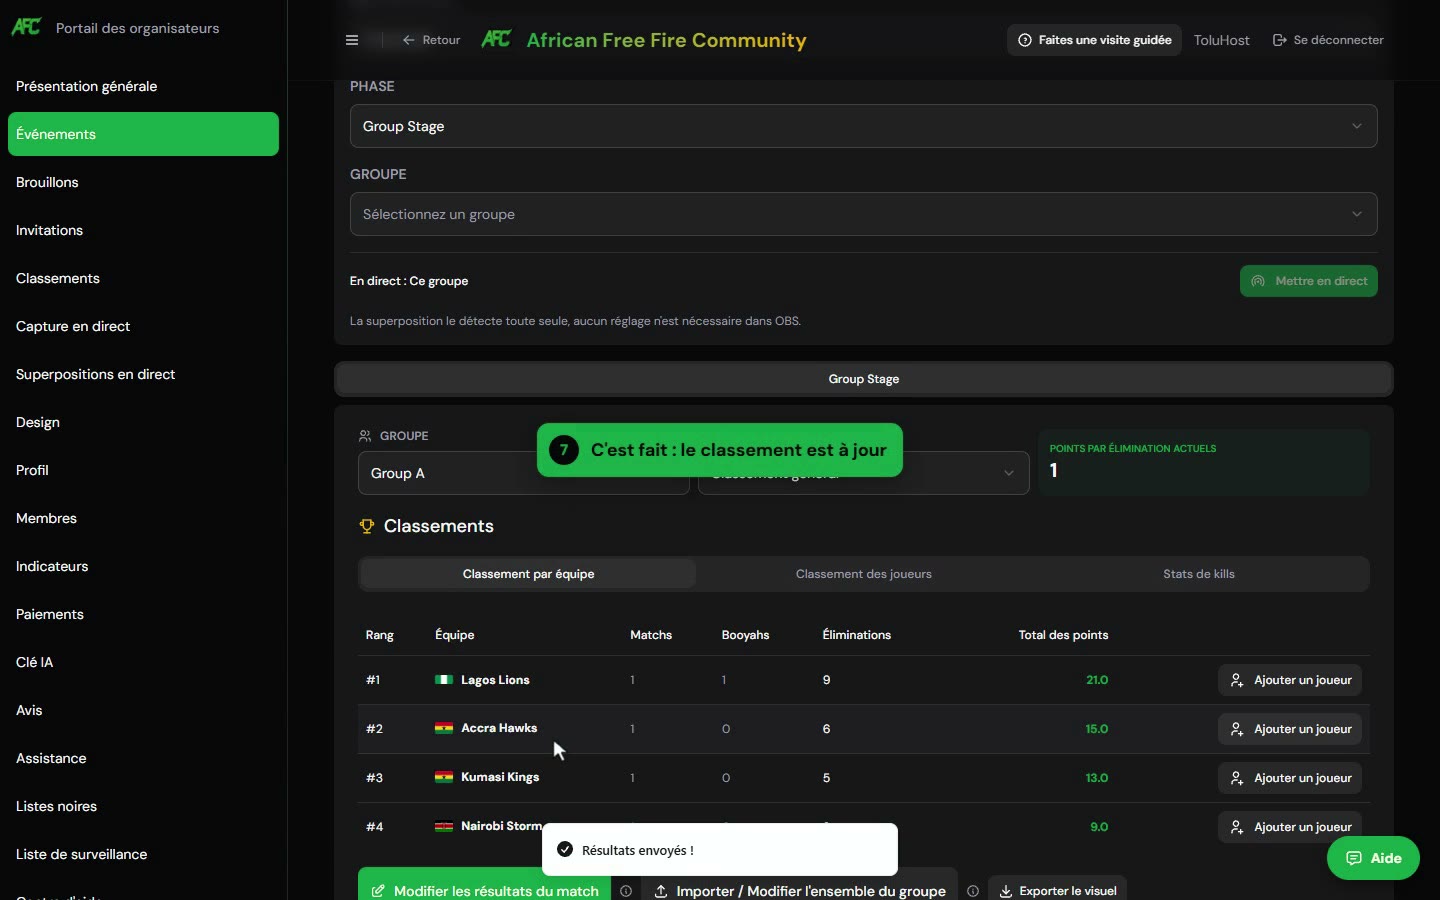 AFC Portail des organisateurs
Présentation générale
Événements
Brouillons
Invitations
Classements
Capture en direct
Superpositions en direct
Design
Profil
Membres
Indicateurs
Paiements
Clé IA
Avis
Assistance
Listes noires
Liste de surveillance
Retour
AFC African Free Fire Community
Faites une visite guidée
ToluHost
Se déconnecter
PHASE
Group Stage
GROUPE
Sélectionnez un groupe
En direct : Ce groupe
Mettre en direct
La superposition le détecte toute seule, aucun réglage n'est nécessaire dans OBS.
Group Stage
GROUPE
Group A
7 C'est fait : le classement est à jour
POINTS PAR ÉLIMINATION ACTUELS
1
Classements
Classement par équipe Classement des joueurs Stats de kills
Rang Équipe Matchs Booyahs Éliminations Total des points
#1 Lagos Lions 1 1 9 21.0 Ajouter un joueur
#2 Accra Hawks 1 0 6 15.0 Ajouter un joueur
#3 Kumasi Kings 1 0 5 13.0 Ajouter un joueur
#4 Nairobi Storm 9.0 Ajouter un joueur
Résultats envoyés !
Aide
Modifier les résultats du match Importer / Modifier l'ensemble du groupe Exporter le visuel